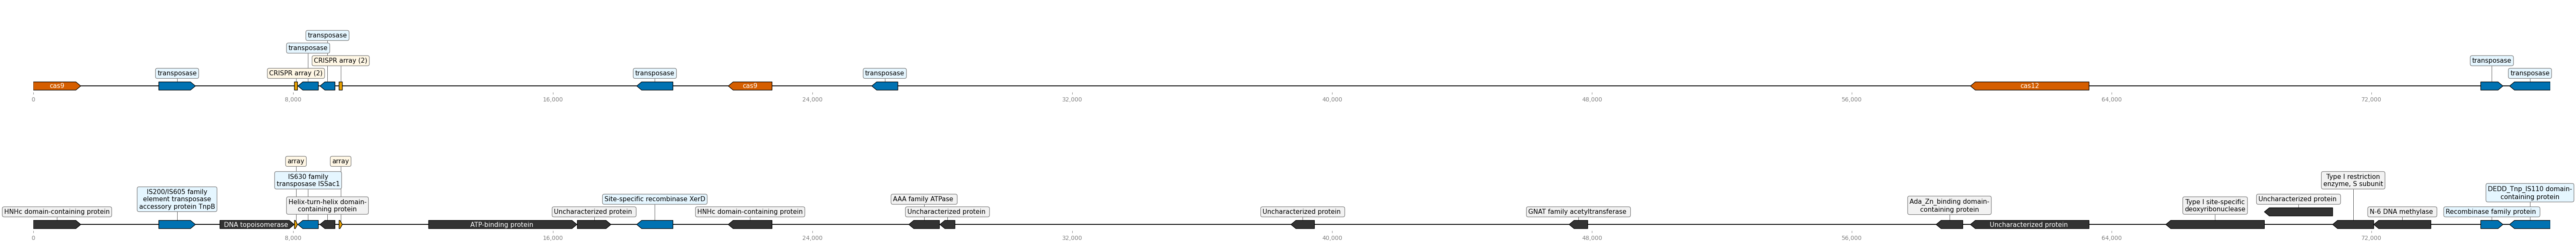 transposase
transposase
CRISPR array (2)
transposase
transposase
CRISPR array (2)
transposase
transposase
transposase
cas9
cas9
cas12
0
8,000
16,000
24,000
32,000
40,000
48,000
56,000
64,000
72,000
array
array
IS630 family
transposase ISSac1
Type I restriction
enzyme, S subunit
IS200/IS605 family
element transposase
accessory protein TnpB
DEDD_Tnp_IS110 domain-
containing protein
Site-specific recombinase XerD
AAA family ATPase
Uncharacterized protein
Helix-turn-helix domain-
containing protein
Ada_Zn_binding domain-
containing protein
Type I site-specific
deoxyribonuclease
HNHc domain-containing protein
Uncharacterized protein
HNHc domain-containing protein
Uncharacterized protein
Uncharacterized protein
GNAT family acetyltransferase
N-6 DNA methylase
Recombinase family protein
DNA topoisomerase
ATP-binding protein
Uncharacterized protein
0
8,000
16,000
24,000
32,000
40,000
48,000
56,000
64,000
72,000